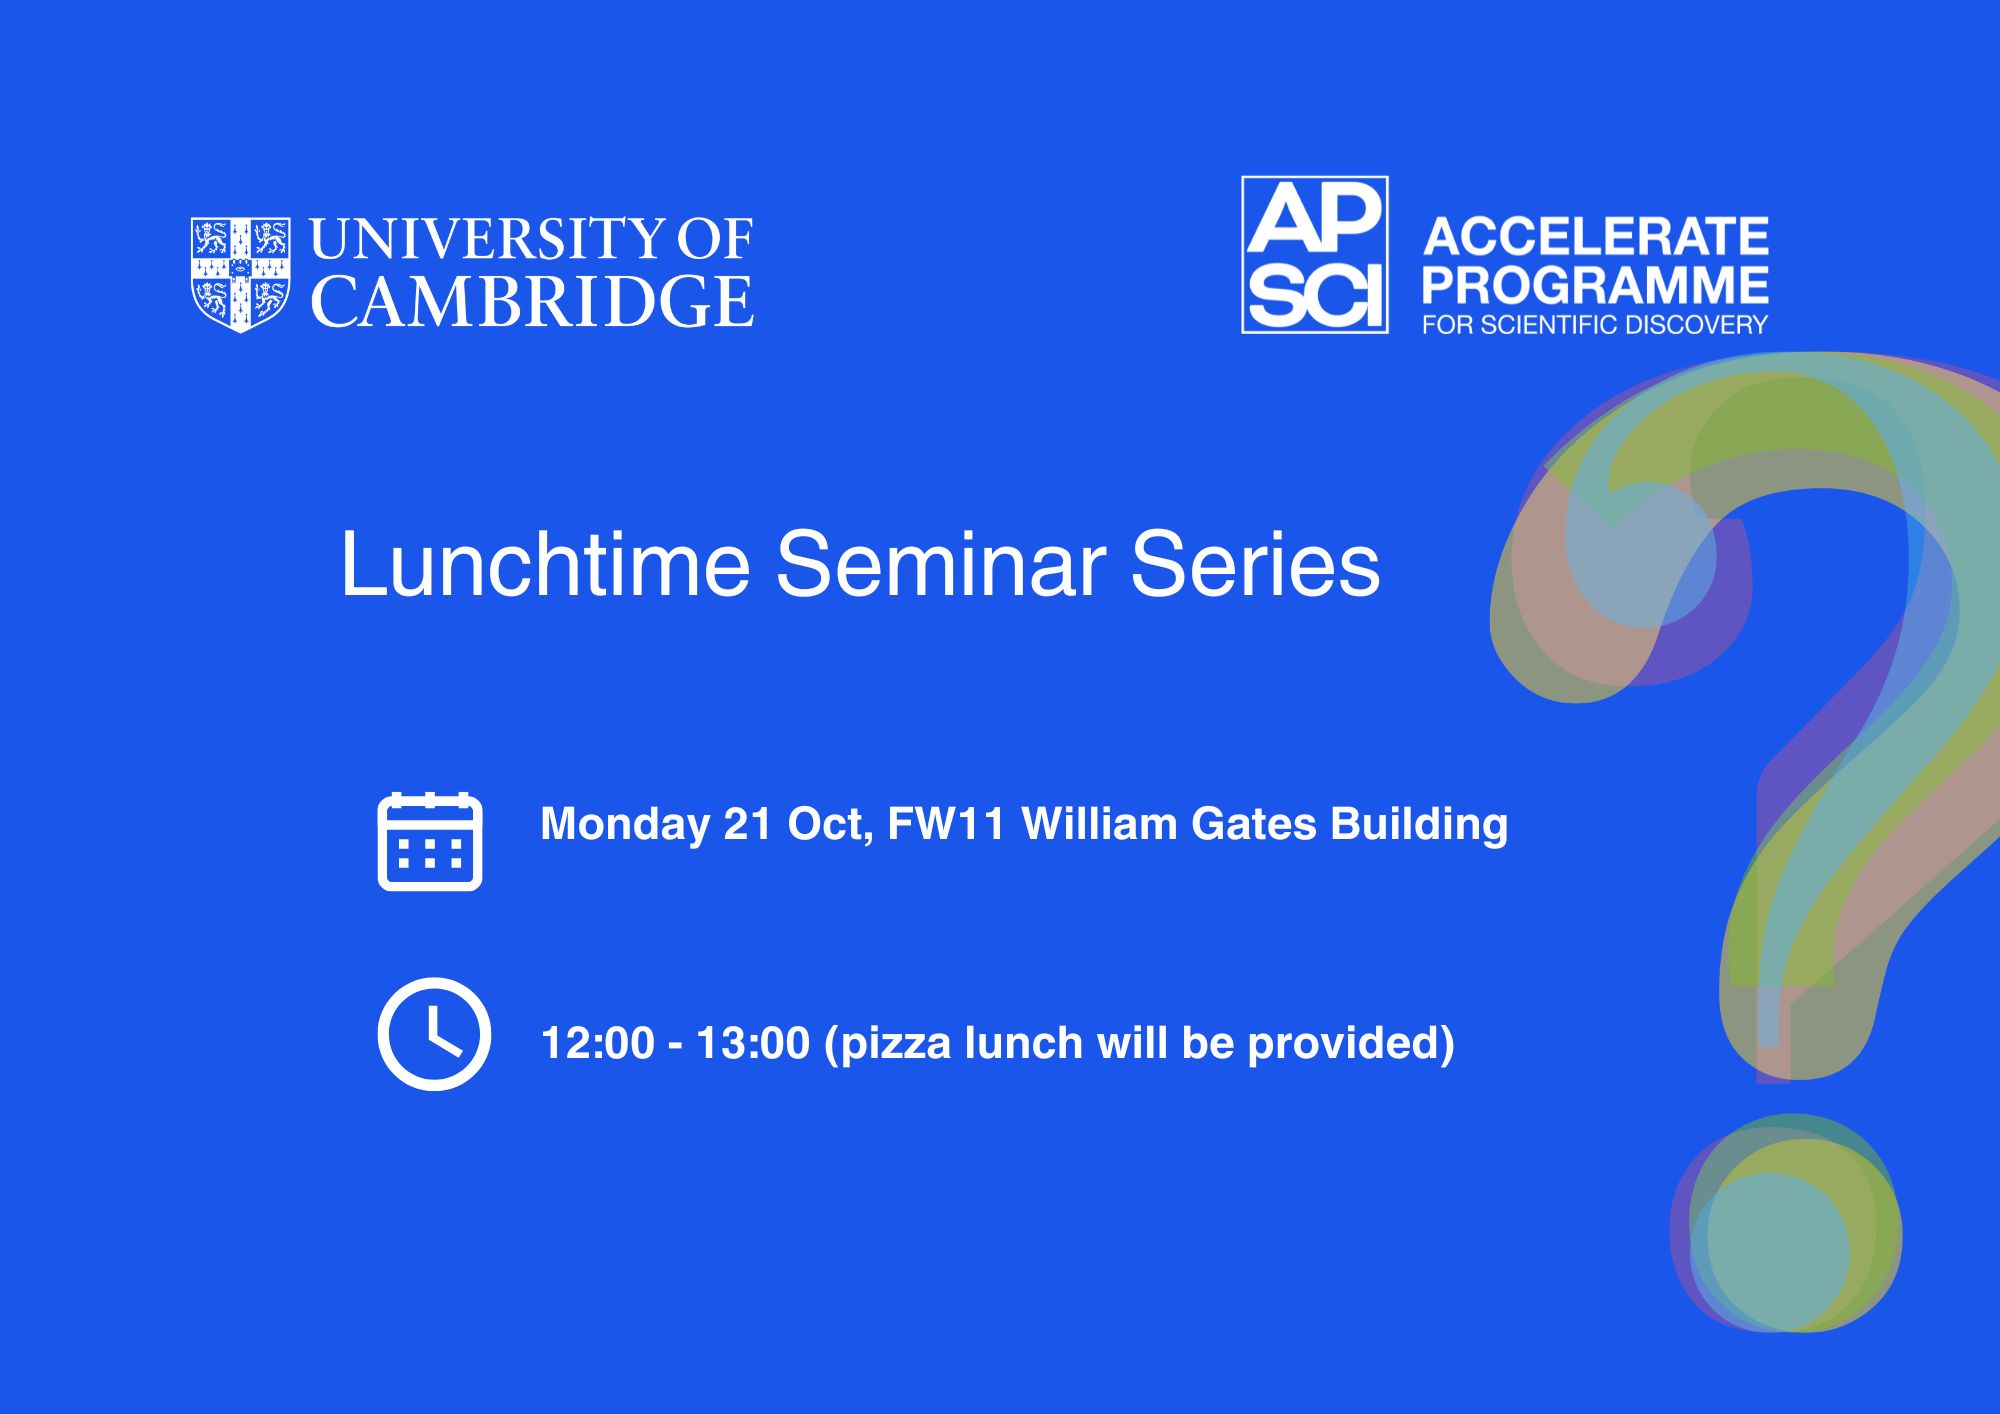 UNIVERSITY OF
CAMBRIDGE
AP
SCI
ACCELERATE
PROGRAMME
FOR SCIENTIFIC DISCOVERY
Lunchtime Seminar Series
Monday 21 Oct, FW11 William Gates Building
12:00 - 13:00 (pizza lunch will be provided)
?